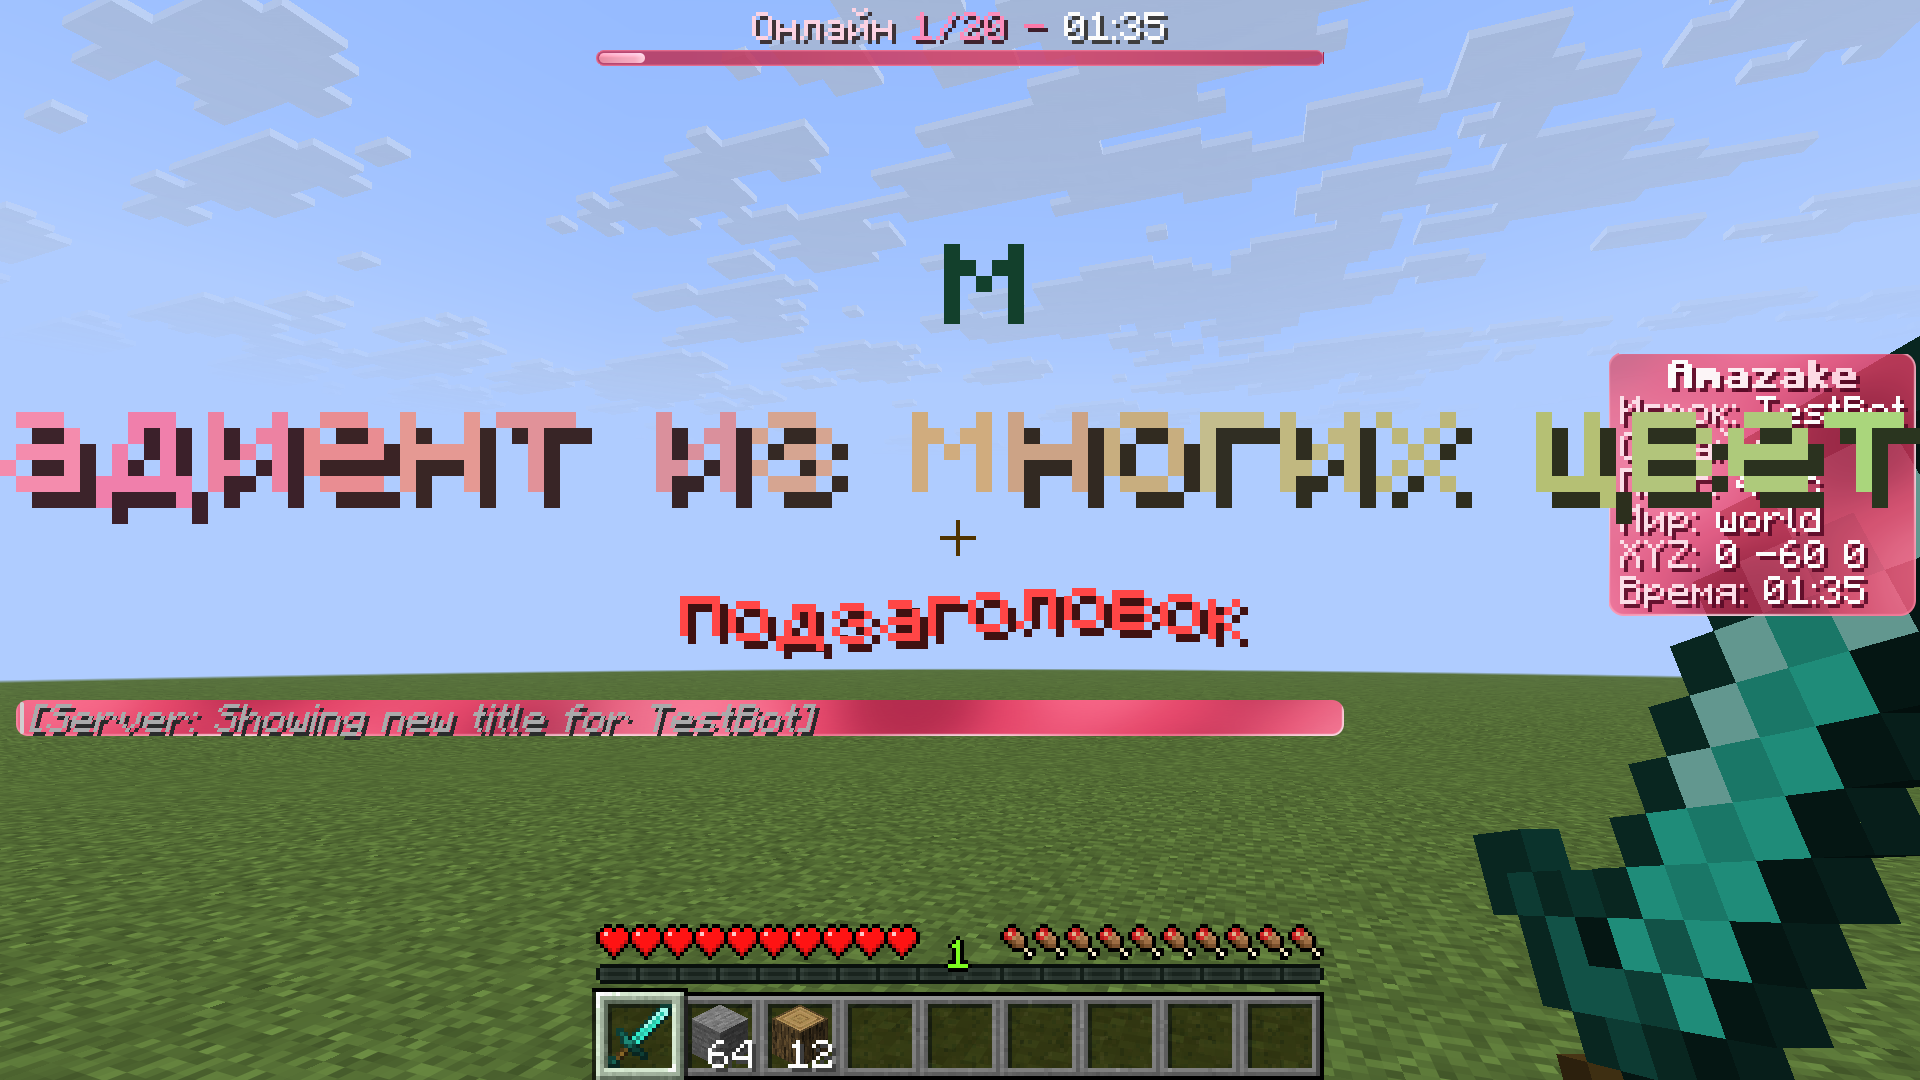 Онлайн 1/20 - 01:35
М
Amazake
адиент из многих цвет
Мир: world
XYZ: 0 -60 0
Время: 01:35
подзаголовок
[Server: Showing new title for TestBot]
1
64
12